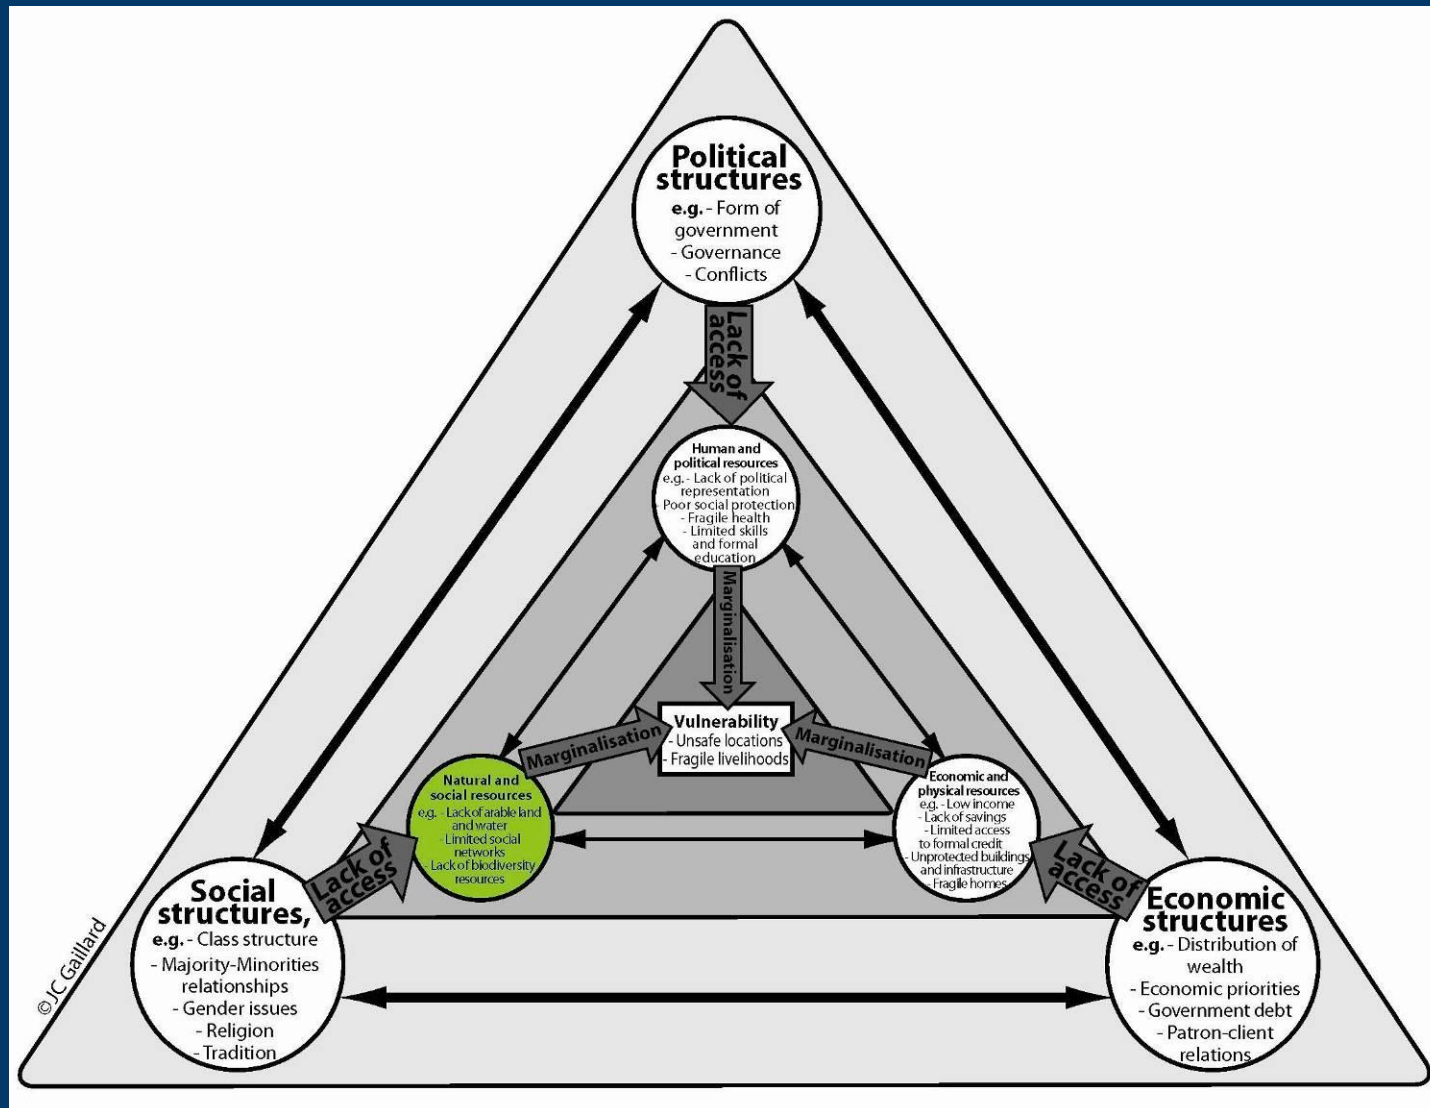 Political
structures
e.g. - Form of
government
- Governance
- Conflicts
Lack of
access
Human and
political resources
e.g. - Lack of political
representation
- Poor social protection
- Fragile health
- Limited skills
and formal
education
Marginalisation
Vulnerability
- Unsafe locations
- Fragile livelihoods
Marginalisation
Marginalisation
Natural and
social resources
e.g. - Lack of arable land
and water
- Limited social
networks
- Lack of biodiversity
resources
Economic and
physical resources
e.g. - Low income
- Lack of savings
- Limited access
to formal credit
- Unprotected buildings
and infrastructure
- Fragile homes
Lack of
access
Lack of
access
Social
structures,
e.g. - Class structure
- Majority-Minorities
relationships
- Gender issues
- Religion
- Tradition
Economic
structures
e.g. - Distribution of
wealth
- Economic priorities
- Government debt
- Patron-client
relations
©JC Gaillard